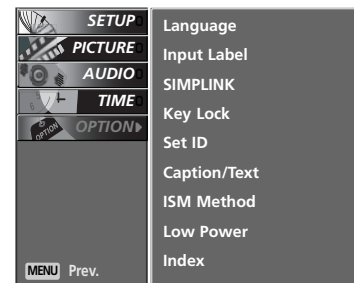 SETUP
PICTURE
AUDIO
TIME
OPTION
MENU Prev.
Language
Input Label
SIMPLINK
Key Lock
Set ID
Caption/Text
ISM Method
Low Power
Index